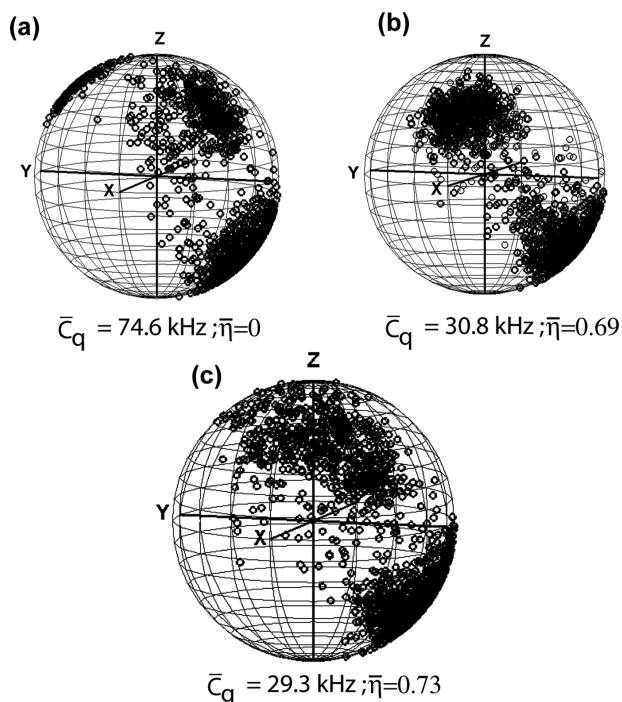 (a)
Z
Y
X
C̄q = 74.6 kHz ; η̄=0
(b)
Z
Y
X
C̄q = 30.8 kHz ; η̄=0.69
(c)
Z
Y
X
C̄q = 29.3 kHz ; η̄=0.73